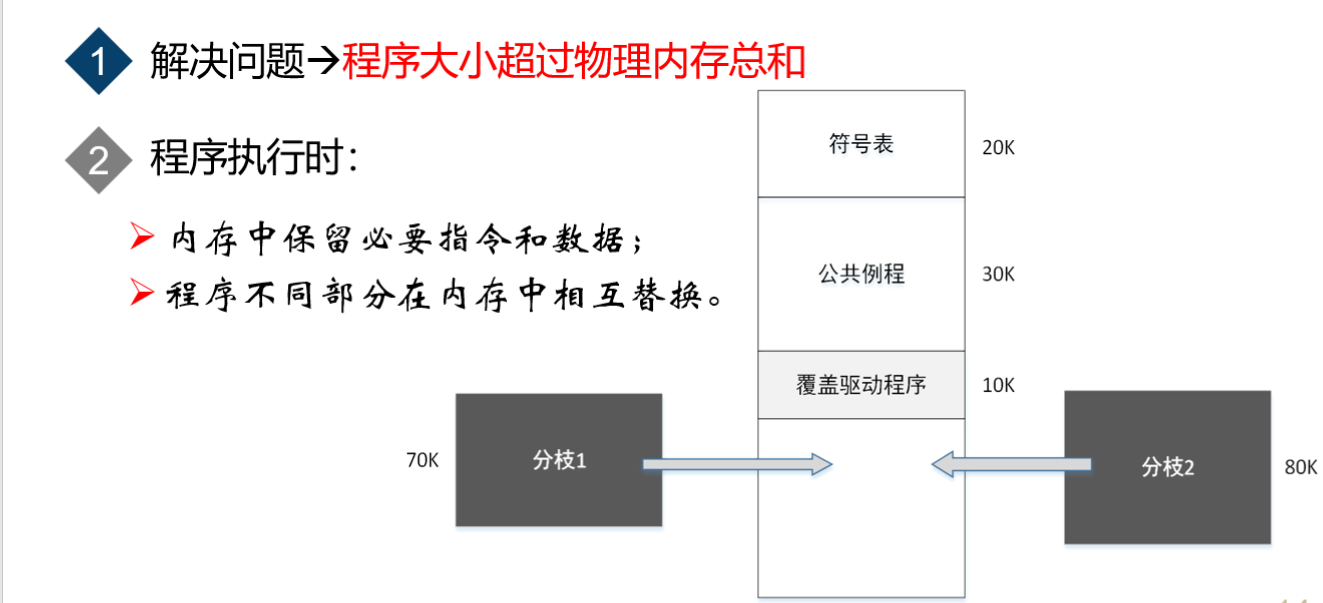 1 解决问题→程序大小超过物理内存总和
2 程序执行时：
➢ 内存中保留必要指令和数据；
➢ 程序不同部分在内存中相互替换。
符号表 20K
公共例程 30K
覆盖驱动程序 10K
70K 分枝1
分枝2 80K